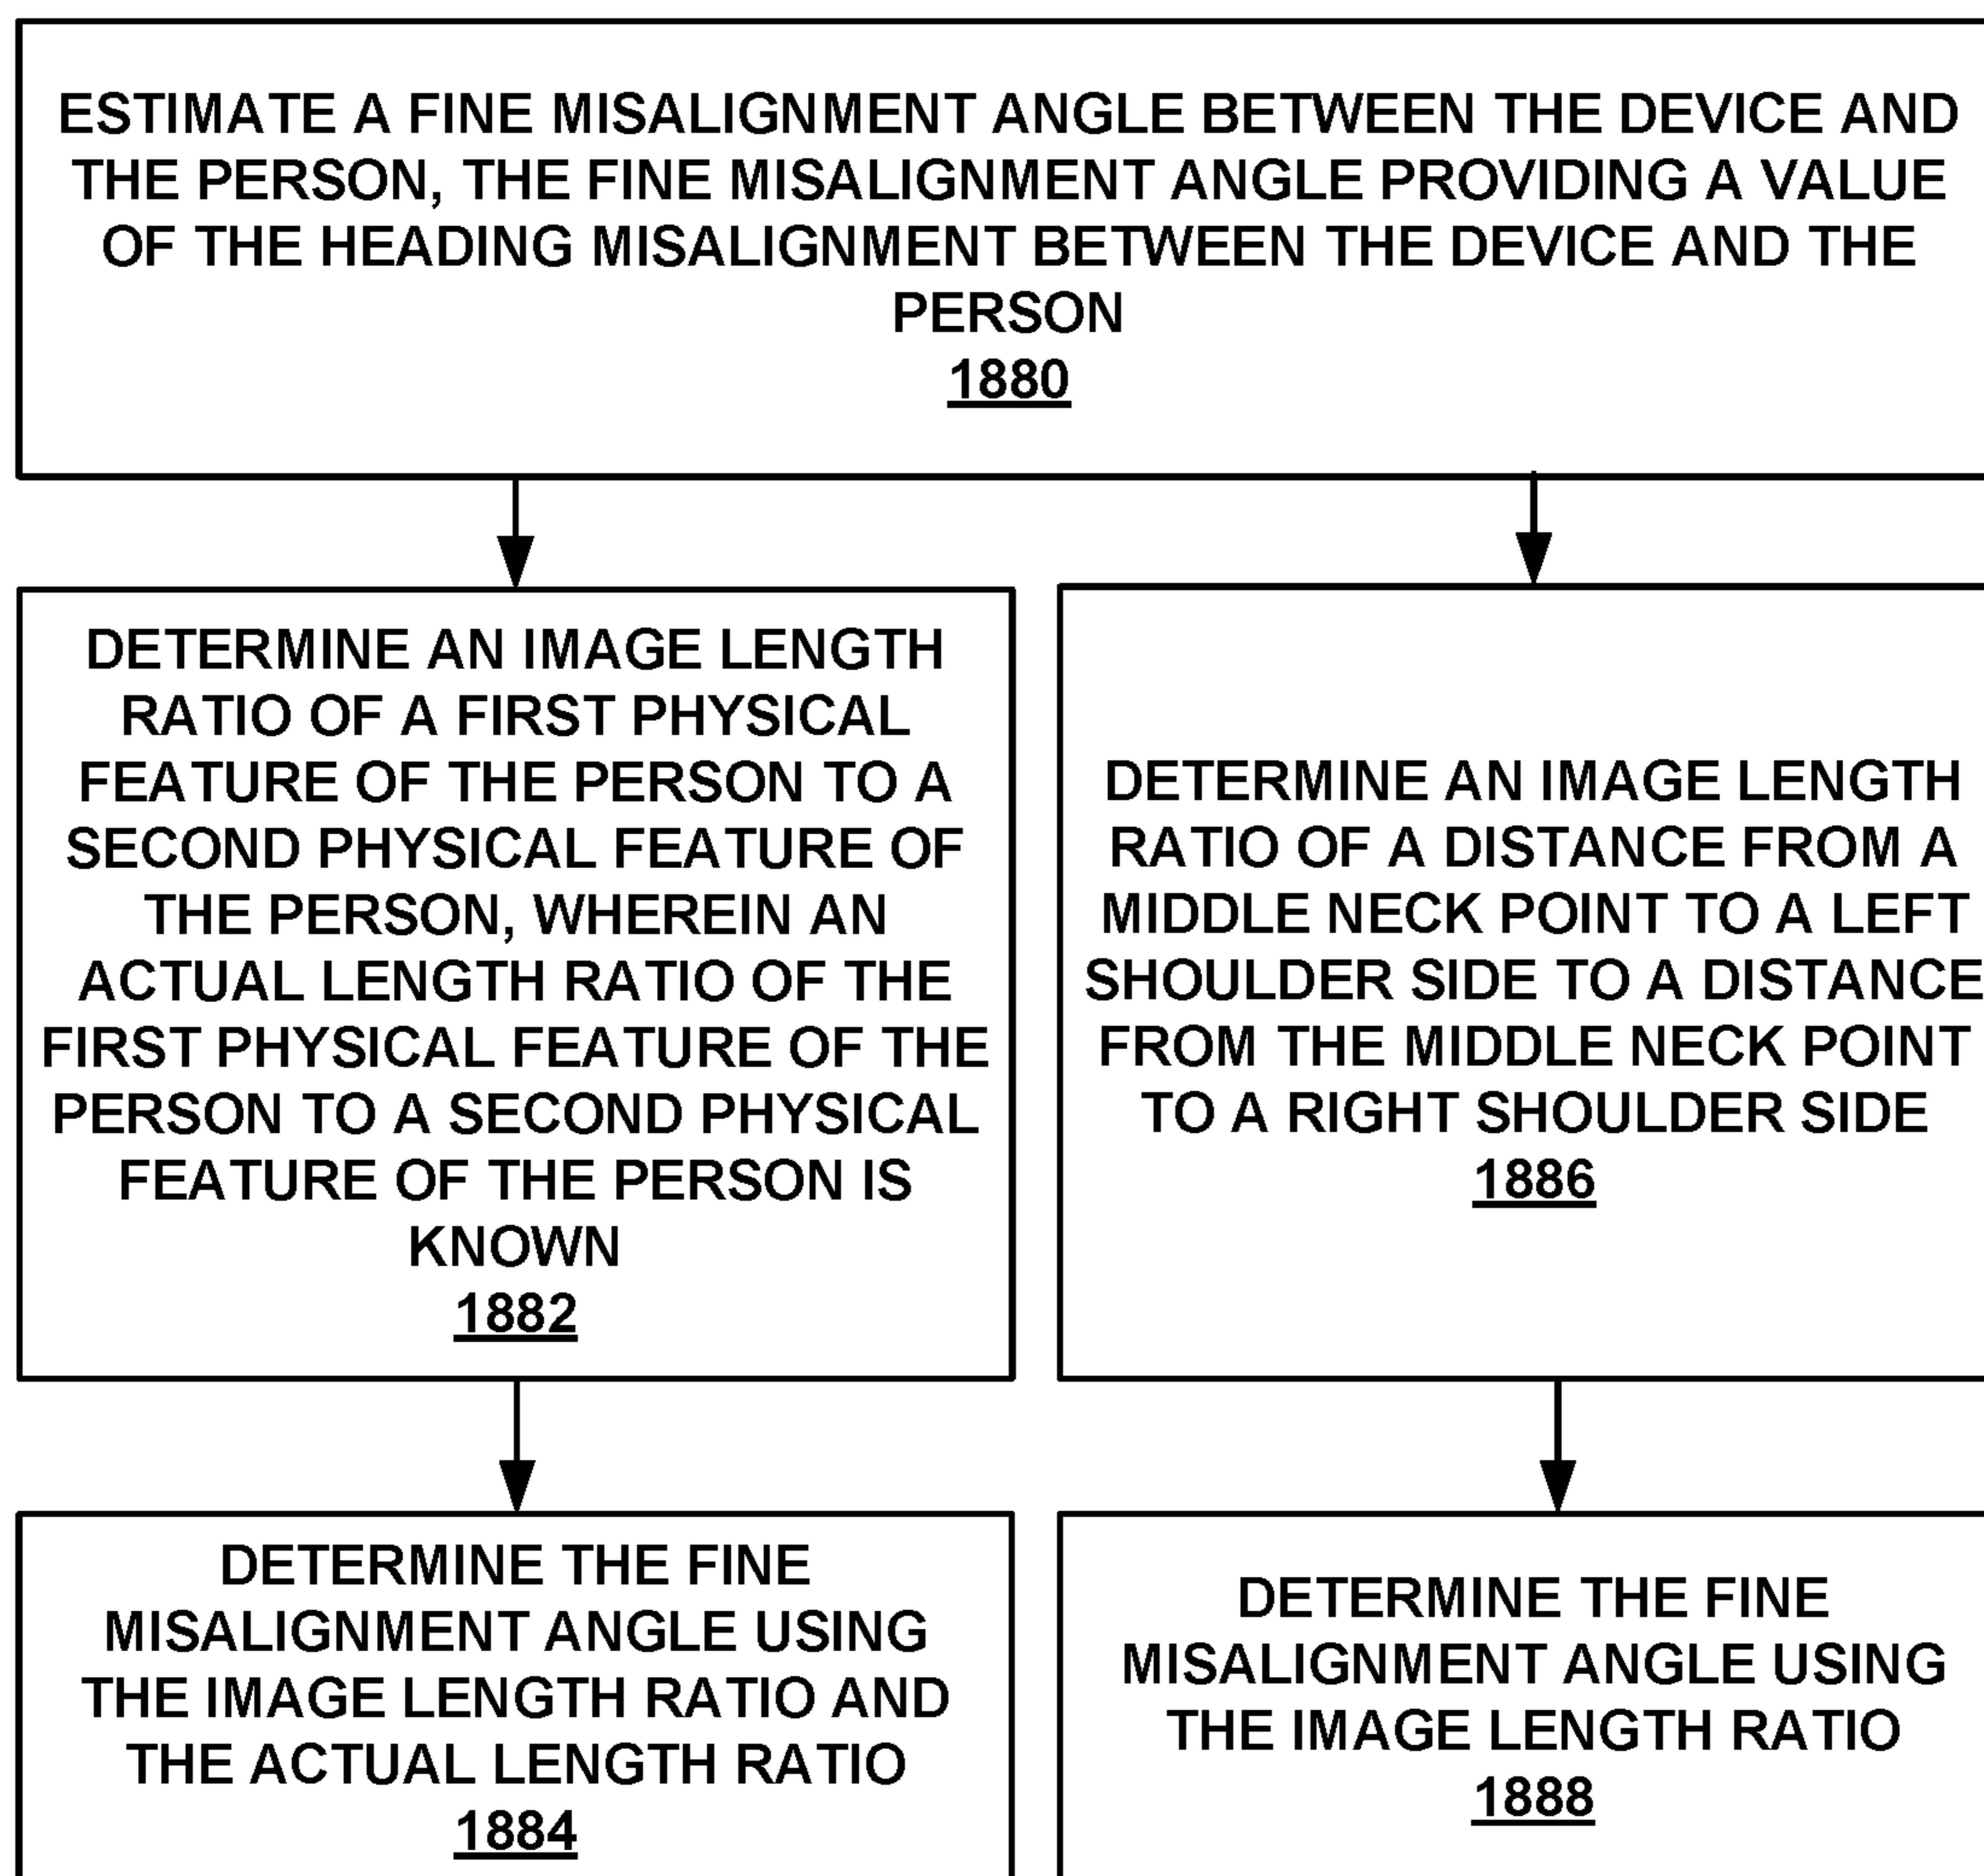 ESTIMATE A FINE MISALIGNMENT ANGLE BETWEEN THE DEVICE AND
THE PERSON, THE FINE MISALIGNMENT ANGLE PROVIDING A VALUE
OF THE HEADING MISALIGNMENT BETWEEN THE DEVICE AND THE
PERSON
1880
DETERMINE AN IMAGE LENGTH
RATIO OF A FIRST PHYSICAL
FEATURE OF THE PERSON TO A
SECOND PHYSICAL FEATURE OF
THE PERSON, WHEREIN AN
ACTUAL LENGTH RATIO OF THE
FIRST PHYSICAL FEATURE OF THE
PERSON TO A SECOND PHYSICAL
FEATURE OF THE PERSON IS
KNOWN
1882
DETERMINE THE FINE
MISALIGNMENT ANGLE USING
THE IMAGE LENGTH RATIO AND
THE ACTUAL LENGTH RATIO
1884
DETERMINE AN IMAGE LENGTH
RATIO OF A DISTANCE FROM A
MIDDLE NECK POINT TO A LEFT
SHOULDER SIDE TO A DISTANCE
FROM THE MIDDLE NECK POINT
TO A RIGHT SHOULDER SIDE
1886
DETERMINE THE FINE
MISALIGNMENT ANGLE USING
THE IMAGE LENGTH RATIO
1888